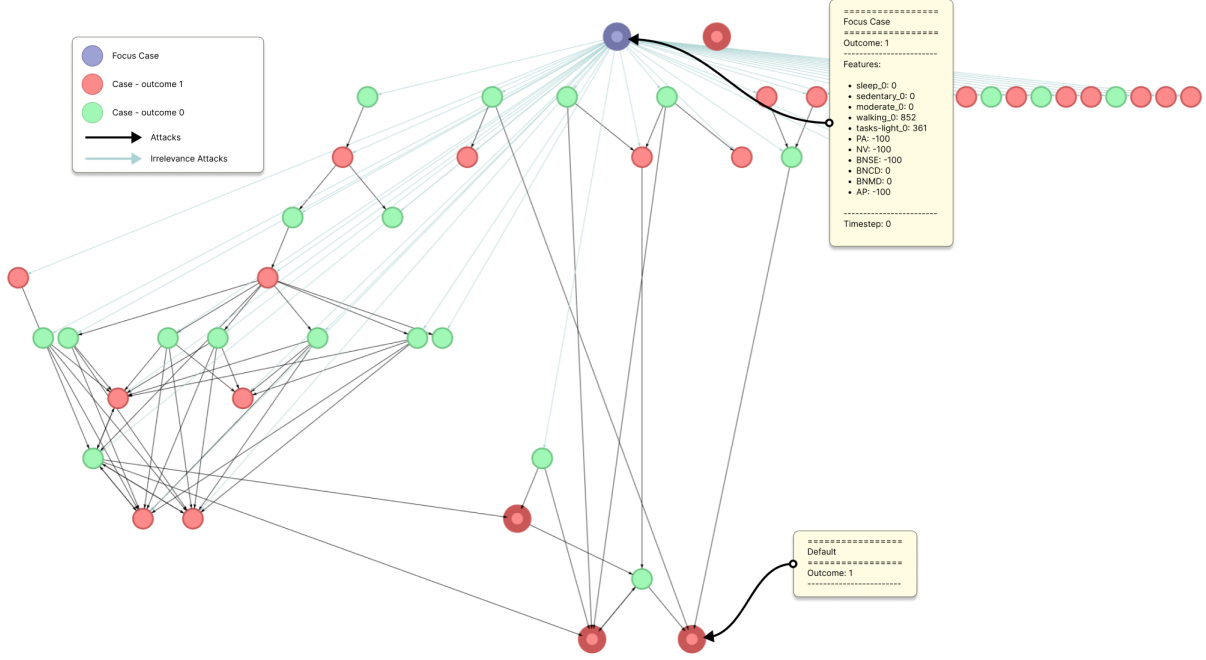 Focus Case
Case - outcome 1
Case - outcome 0
Attacks
Irrelevance Attacks
=================
Focus Case
=================
Outcome: 1
-------------------------
Features:
• sleep_0: 0
• sedentary_0: 0
• moderate_0: 0
• walking_0: 852
• tasks-light_0: 361
• PA: -100
• NV: -100
• BNSE: -100
• BNCD: 0
• BNMD: 0
• AP: -100
-------------------------
Timestep: 0
=================
Default
=================
Outcome: 1
-------------------------